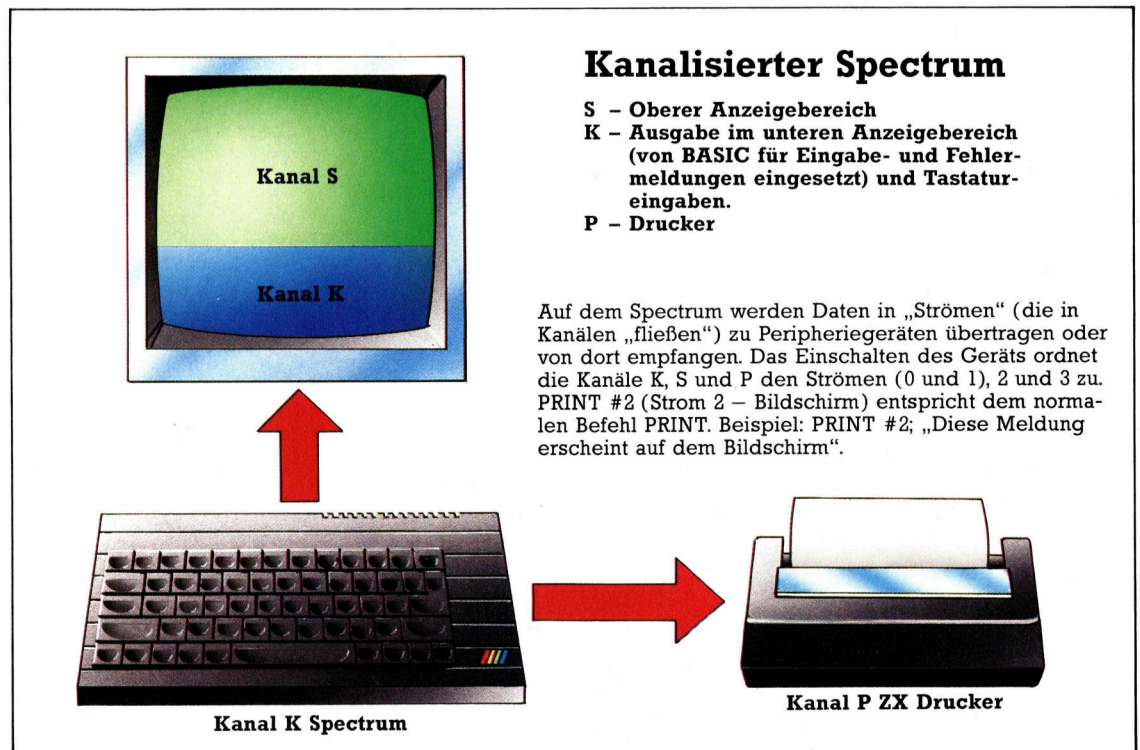 Kanalisierter Spectrum
S – Oberer Anzeigebereich
K – Ausgabe im unteren Anzeigebereich
(von BASIC für Eingabe- und Fehler-
meldungen eingesetzt) und Tastatur-
eingaben.
P – Drucker
Kanal S
Kanal K
Auf dem Spectrum werden Daten in „Strömen“ (die in
Kanälen „fließen“) zu Peripheriegeräten übertragen oder
von dort empfangen. Das Einschalten des Geräts ordnet
die Kanäle K, S und P den Strömen (0 und 1), 2 und 3 zu.
PRINT #2 (Strom 2 – Bildschirm) entspricht dem norma-
len Befehl PRINT. Beispiel: PRINT #2; „Diese Meldung
erscheint auf dem Bildschirm“.
Kanal K Spectrum
Kanal P ZX Drucker